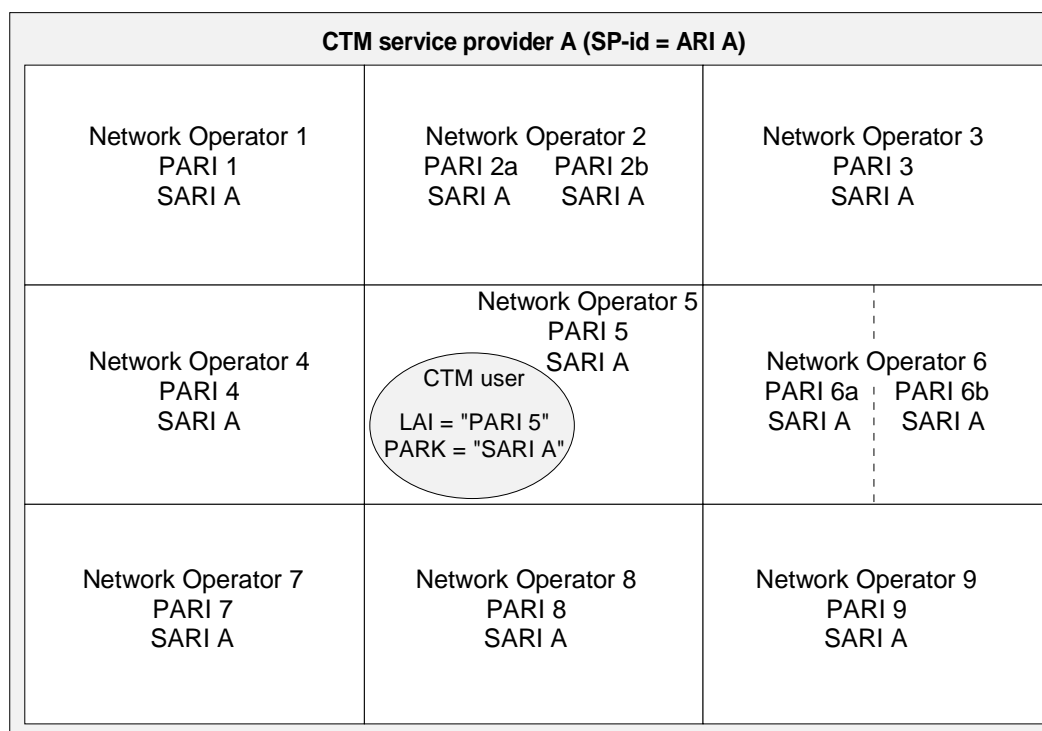 CTM service provider A (SP-id = ARI A)
Network Operator 1
PARI 1
SARI A
Network Operator 2
PARI 2a PARI 2b
SARI A SARI A
Network Operator 3
PARI 3
SARI A
Network Operator 4
PARI 4
SARI A
Network Operator 5
PARI 5
SARI A
CTM user
LAI = "PARI 5"
PARK = "SARI A"
Network Operator 6
PARI 6a PARI 6b
SARI A SARI A
Network Operator 7
PARI 7
SARI A
Network Operator 8
PARI 8
SARI A
Network Operator 9
PARI 9
SARI A